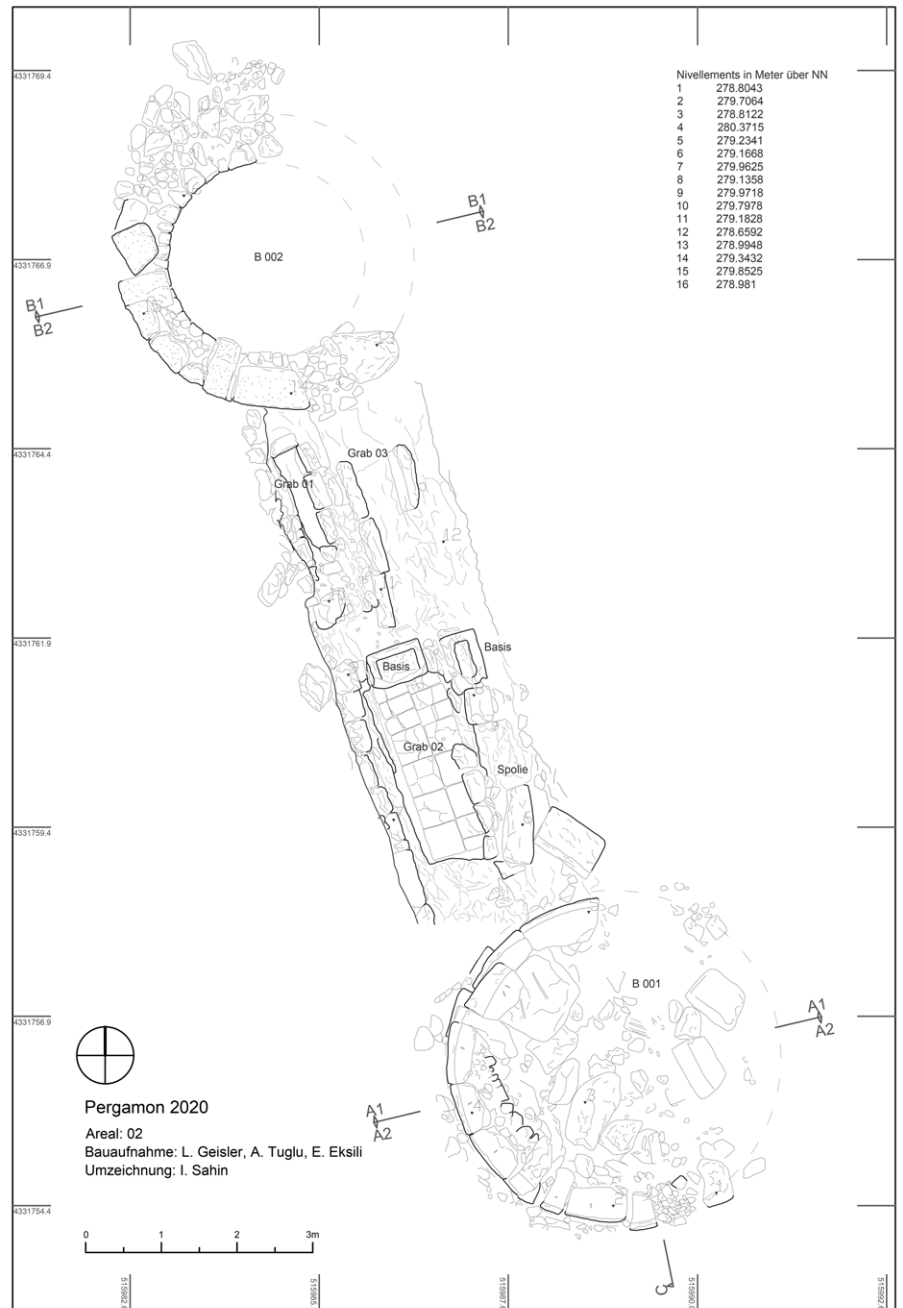 4331769.4
Nivellements in Meter über NN
1 278.8043
2 279.7064
3 278.8122
4 280.3715
5 279.2341
6 279.1668
7 279.9625
8 279.1358
9 279.9718
10 279.7978
11 279.1828
12 278.6592
13 278.9948
14 279.3432
15 279.8525
16 278.981
B1
B2
4331766.9
B 002
B1
B2
4331764.4
Grab 03
Grab 01
12
4331761.9
Basis
Basis
Grab 02
Spolie
4331759.4
B 001
4331756.9
A1
A2
A1
A2
Pergamon 2020
Areal: 02
Bauaufnahme: L. Geisler, A. Tuglu, E. Eksili
Umzeichnung: I. Sahin
4331754.4
0 1 2 3m
C